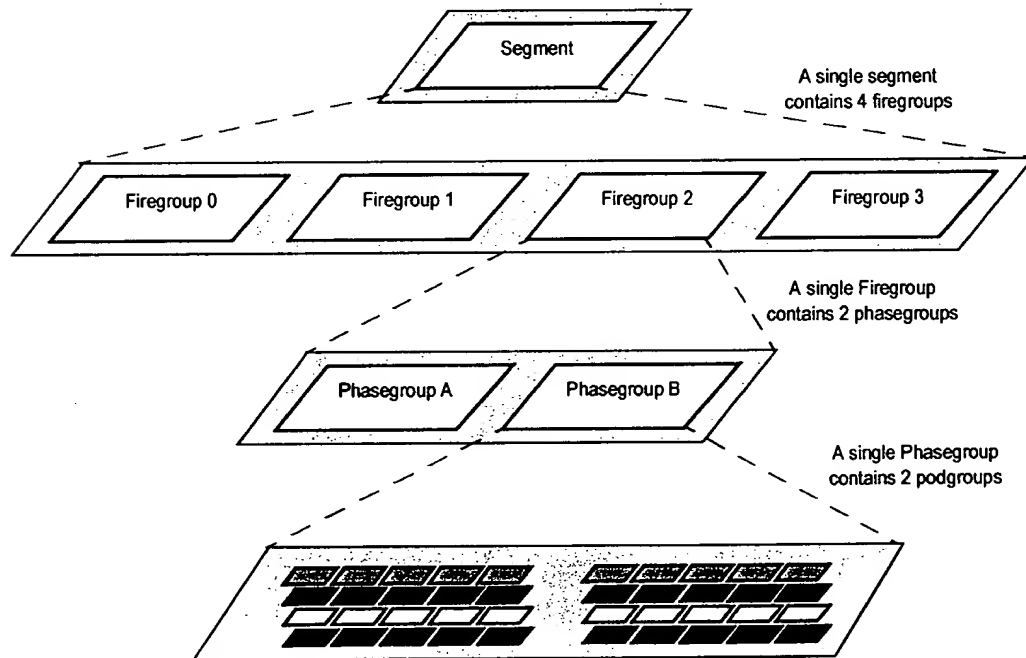 Segment
A single segment
contains 4 firegroups
Firegroup 0
Firegroup 1
Firegroup 2
Firegroup 3
A single Firegroup
contains 2 phasegroups
Phasegroup A
Phasegroup B
A single Phasegroup
contains 2 podgroups